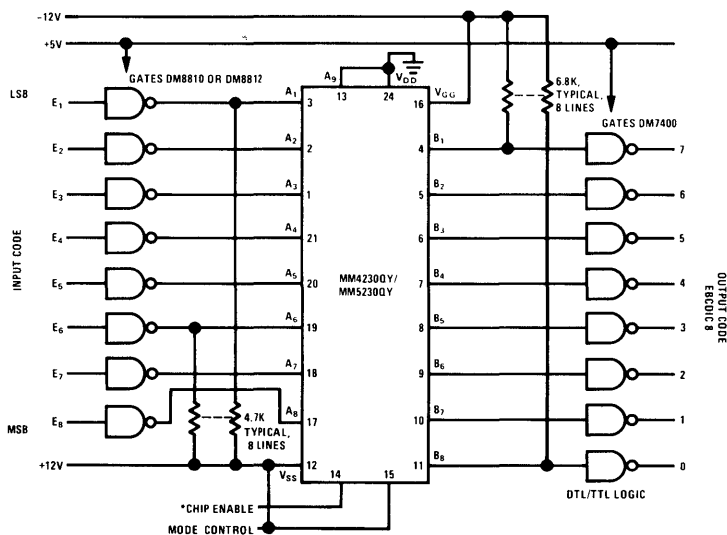 -12V
+5V
GATES DM8810 OR DM8812
LSB
INPUT CODE
MSB
E1
E2
E3
E4
E5
E6
E7
E8
+12V
4.7K
TYPICAL,
8 LINES
A9
VDD
13
24
A1
3
A2
2
A3
1
A4
21
A5
20
A6
19
A7
18
A8
17
VSS
12
14
15
*CHIP ENABLE
MODE CONTROL
MM4230QY/
MM5230QY
VGG
16
B1
4
B2
5
B3
6
B4
7
B5
8
B6
9
B7
10
B8
11
6.8K,
TYPICAL,
8 LINES
GATES DM7400
7
6
5
4
3
2
1
0
OUTPUT CODE
EBCDIC 8
DTL/TTL LOGIC